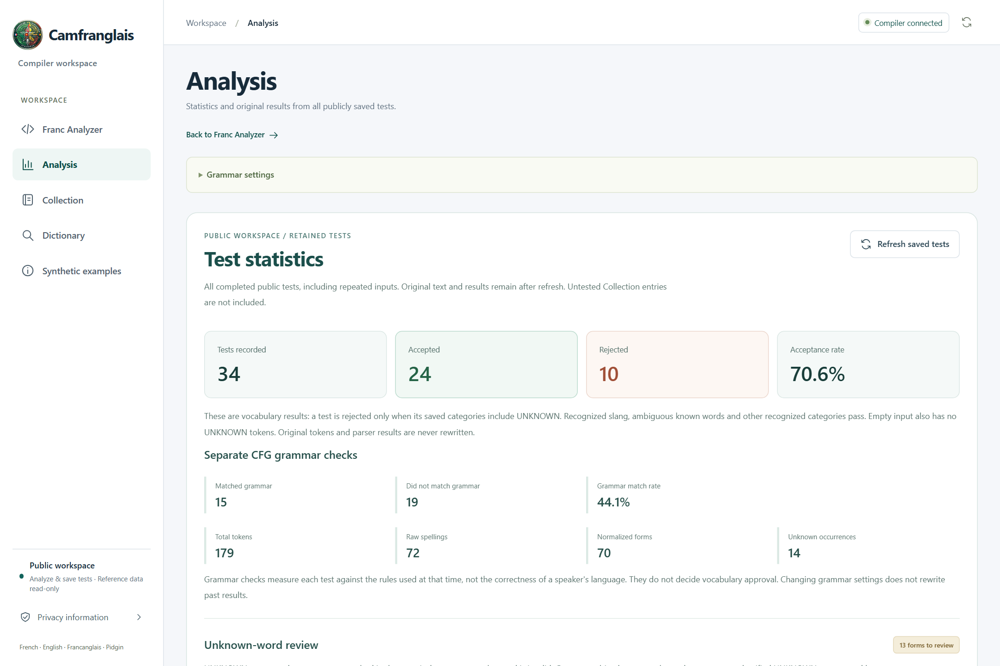 Camfranglais
Compiler workspace
WORKSPACE
Franc Analyzer
Analysis
Collection
Dictionary
Synthetic examples
Public workspace
Analyze & save tests · Reference data
read-only
Privacy information
French · English · Francanglais · Pidgin
Workspace / Analysis
Compiler connected
Analysis
Statistics and original results from all publicly saved tests.
Back to Franc Analyzer →
Grammar settings
PUBLIC WORKSPACE / RETAINED TESTS
Refresh saved tests
Test statistics
All completed public tests, including repeated inputs. Original text and results remain after refresh. Untested Collection entries
are not included.
Tests recorded
34
Accepted
24
Rejected
10
Acceptance rate
70.6%
These are vocabulary results: a test is rejected only when its saved categories include UNKNOWN. Recognized slang, ambiguous known words and other recognized categories pass. Empty input also has no
UNKNOWN tokens. Original tokens and parser results are never rewritten.
Separate CFG grammar checks
Matched grammar
15
Did not match grammar
19
Grammar match rate
44.1%
Total tokens
179
Raw spellings
72
Normalized forms
70
Unknown occurrences
14
Grammar checks measure each test against the rules used at that time, not the correctness of a speaker's language. They do not decide vocabulary approval. Changing grammar settings does not rewrite
past results.
Unknown-word review
13 forms to review